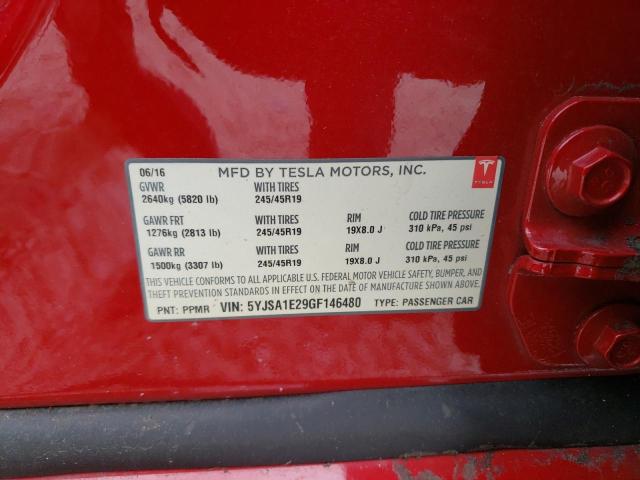 06/16 MFD BY TESLA MOTORS, INC. TESLA
GVWR WITH TIRES
2640kg (5820 lb) 245/45R19
GAWR FRT WITH TIRES RIM COLD TIRE PRESSURE
1276kg (2813 lb) 245/45R19 19X8.0 J 310 kPa, 45 psi
GAWR RR WITH TIRES RIM COLD TIRE PRESSURE
1500kg (3307 lb) 245/45R19 19X8.0 J 310 kPa, 45 psi
THIS VEHICLE CONFORMS TO ALL APPLICABLE U.S. FEDERAL MOTOR VEHICLE SAFETY, BUMPER, AND
THEFT PREVENTION STANDARDS IN EFFECT ON THE DATE OF MANUFACTURE SHOWN ABOVE.
PNT: PPMR VIN: 5YJSA1E29GF146480 TYPE: PASSENGER CAR